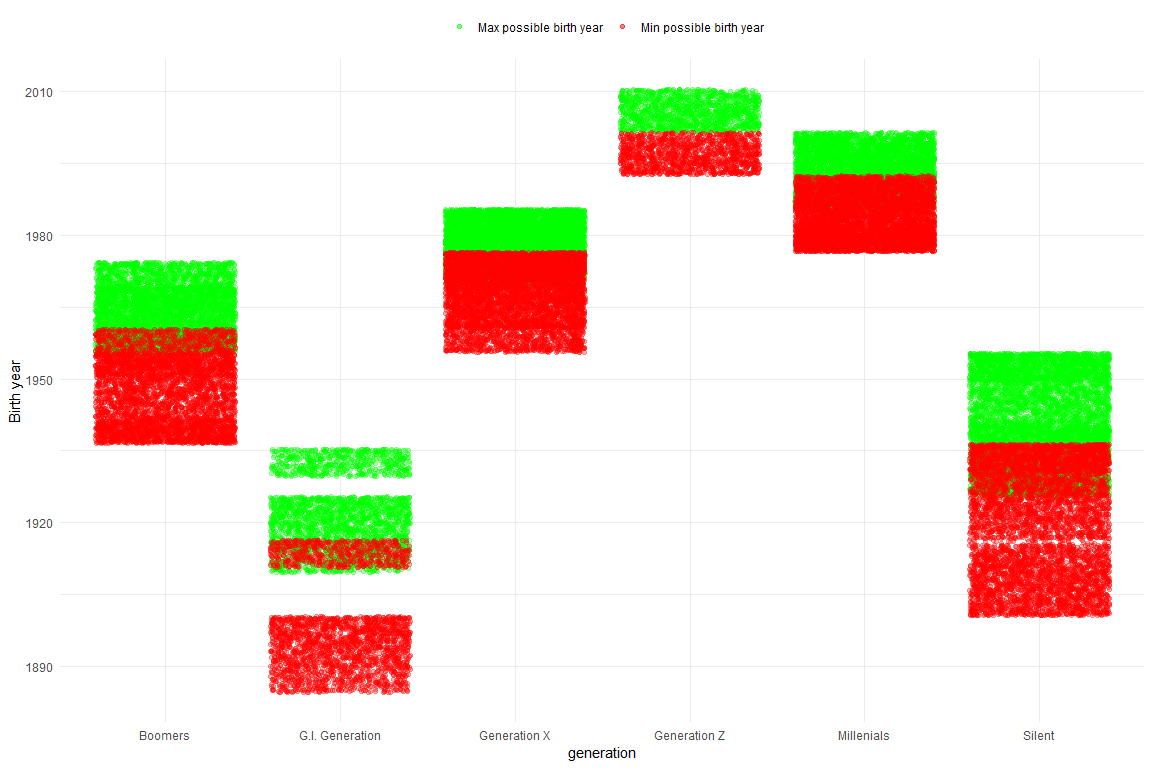 Max possible birth year Min possible birth year
2010
1980
1950
1920
1890
Birth year
Boomers G.I. Generation Generation X Generation Z Millenials Silent
generation